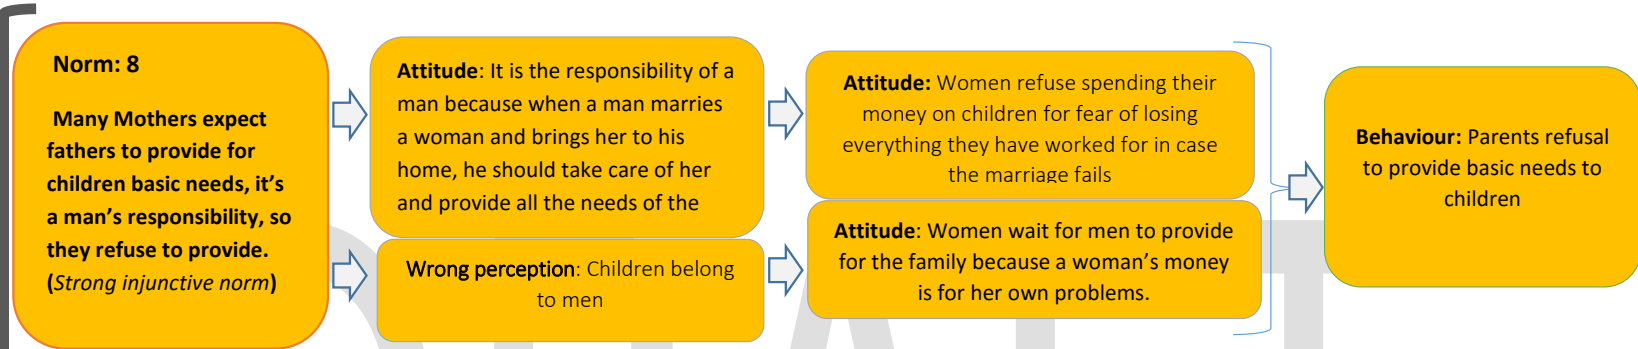 Norm: 8
Many Mothers expect
fathers to provide for
children basic needs, it’s
a man’s responsibility, so
they refuse to provide.
(Strong injunctive norm)
Attitude: It is the responsibility of a
man because when a man marries
a woman and brings her to his
home, he should take care of her
and provide all the needs of the
Wrong perception: Children belong
to men
Attitude: Women refuse spending their
money on children for fear of losing
everything they have worked for in case
the marriage fails
Attitude: Women wait for men to provide
for the family because a woman’s money
is for her own problems.
Behaviour: Parents refusal
to provide basic needs to
children